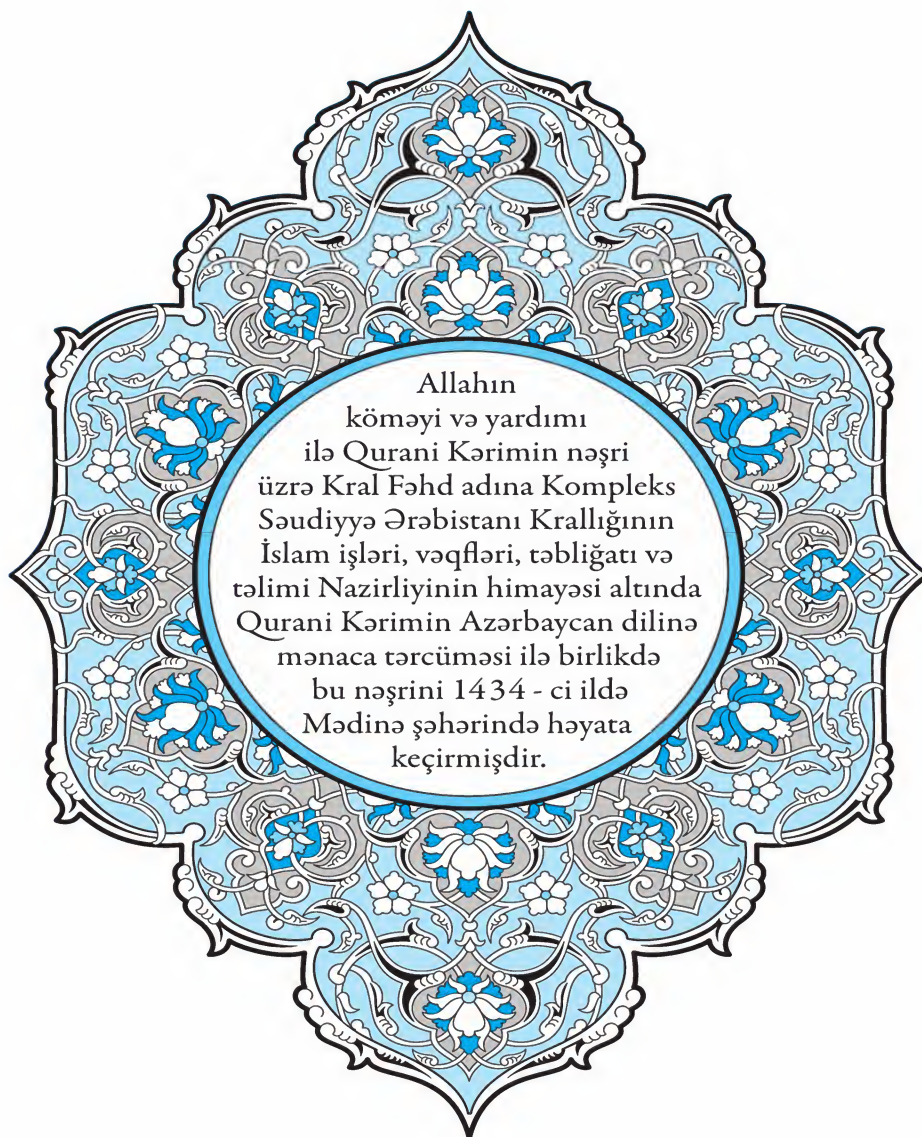 Allahın
köməyi və yardımı
ilə Qurani Kərimin nəşri
üzrə Kral Fəhd adına Kompleks
Səudiyyə Ərəbistanı Krallığının
İslam işləri, vəqfləri, təbliğatı və
təlimi Nazirliyinin himayəsi altında
Qurani Kərimin Azərbaycan dilinə
mənaca tərcüməsi ilə birlikdə
bu nəşrini 1434 - ci ildə
Mədinə şəhərində həyata
keçirmişdir.